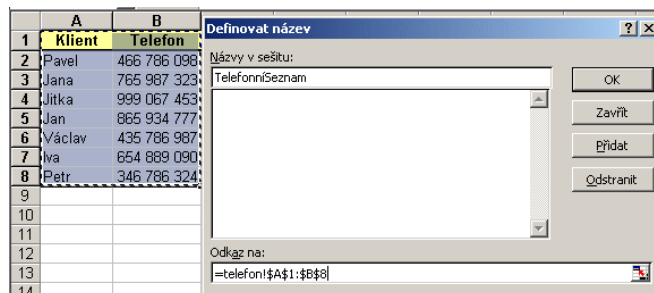 A B
1 Klient Telefon
2 Pavel 466 786 098
3 Jana 765 987 323
4 Jitka 999 067 453
5 Jan 865 934 777
6 Václav 435 786 987
7 Iva 654 889 090
8 Petr 346 786 324
9
10
11
12
13
14
Definovat název
Názvy v sešitu:
TelefonníSeznam
OK
Zavřít
Přidat
Odstranit
Odkaz na:
=telefon!$A$1:$B$8